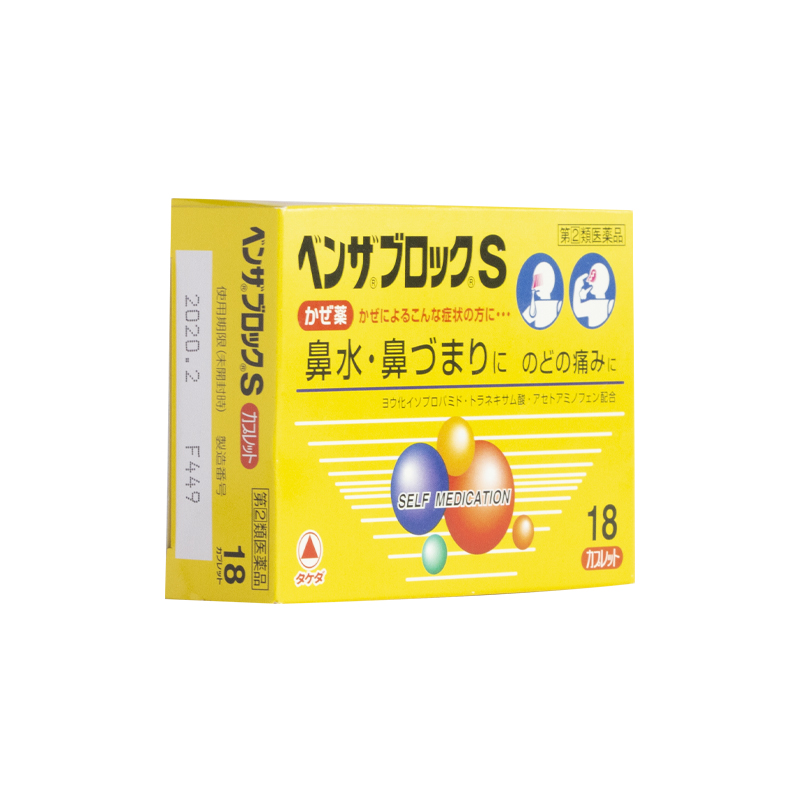 ベンザ®ブロック®S
第②類医薬品
かぜ薬 かぜによるこんな症状の方に・・・
鼻水・鼻づまりに のどの痛みに
ヨウ化イソプロパミド・トラネキサム酸・アセトアミノフェン配合
SELF MEDICATION
18
カプレット
タケダ
ベンザ®ブロック®S カプレット
第②類医薬品
18
カプレット
使用期限(未開封時) 製造番号
2020.2 F449